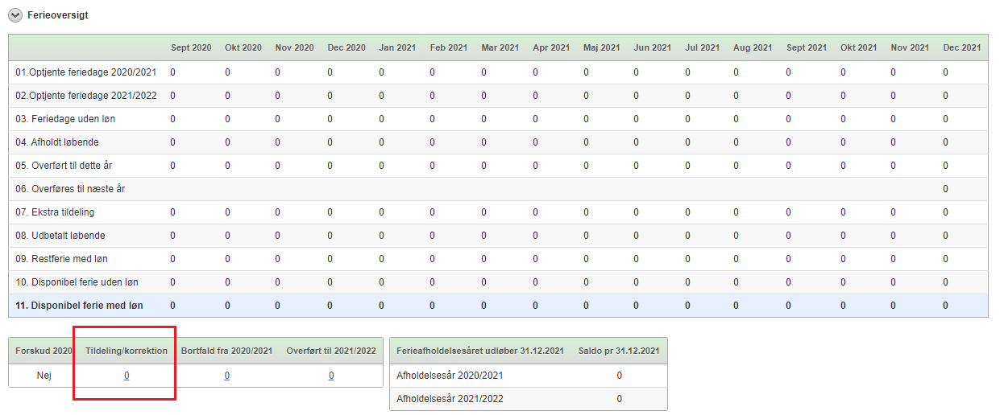 Ferieoversigt
Sept 2020 Okt 2020 Nov 2020 Dec 2020 Jan 2021 Feb 2021 Mar 2021 Apr 2021 Maj 2021 Jun 2021 Jul 2021 Aug 2021 Sept 2021 Okt 2021 Nov 2021 Dec 2021
01.Optjente feriedage 2020/2021 0 0 0 0 0 0 0 0 0 0 0 0 0 0 0 0
02.Optjente feriedage 2021/2022 0 0 0 0 0 0 0 0 0 0 0 0 0 0 0 0
03. Feriedage uden løn 0 0 0 0 0 0 0 0 0 0 0 0 0 0 0 0
04. Afholdt løbende 0 0 0 0 0 0 0 0 0 0 0 0 0 0 0 0
05. Overført til dette år 0 0 0 0 0 0 0 0 0 0 0 0 0 0 0 0
06. Overføres til næste år 0
07. Ekstra tildeling 0 0 0 0 0 0 0 0 0 0 0 0 0 0 0 0
08. Udbetalt løbende 0 0 0 0 0 0 0 0 0 0 0 0 0 0 0 0
09. Restferie med løn 0 0 0 0 0 0 0 0 0 0 0 0 0 0 0 0
10. Disponibel ferie uden løn 0 0 0 0 0 0 0 0 0 0 0 0 0 0 0 0
11. Disponibel ferie med løn 0 0 0 0 0 0 0 0 0 0 0 0 0 0 0 0
Forskud 2020 Tildeling/korrektion Bortfald fra 2020/2021 Overført til 2021/2022
Nej 0 0 0
Ferieafholdelsesåret udløber 31.12.2021 Saldo pr 31.12.2021
Afholdelsesår 2020/2021 0
Afholdelsesår 2021/2022 0